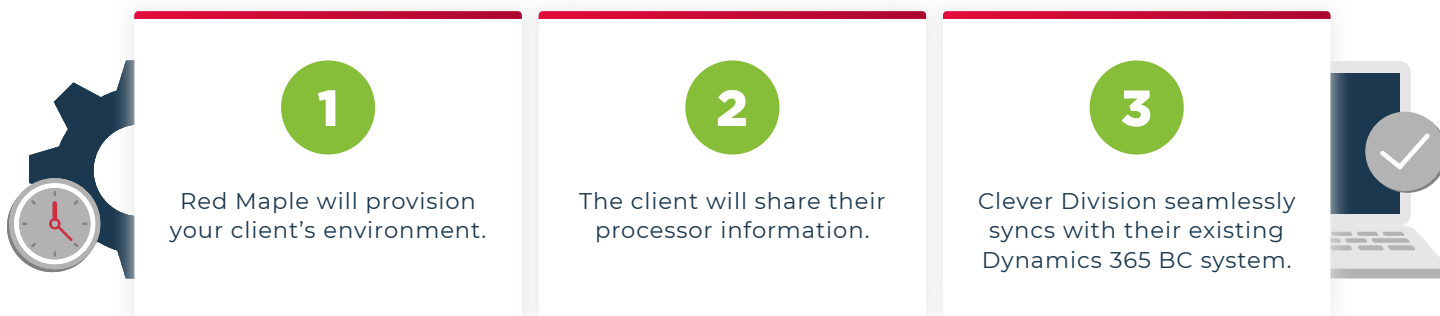 1
Red Maple will provision
your client’s environment.
2
The client will share their
processor information.
3
Clever Division seamlessly
syncs with their existing
Dynamics 365 BC system.